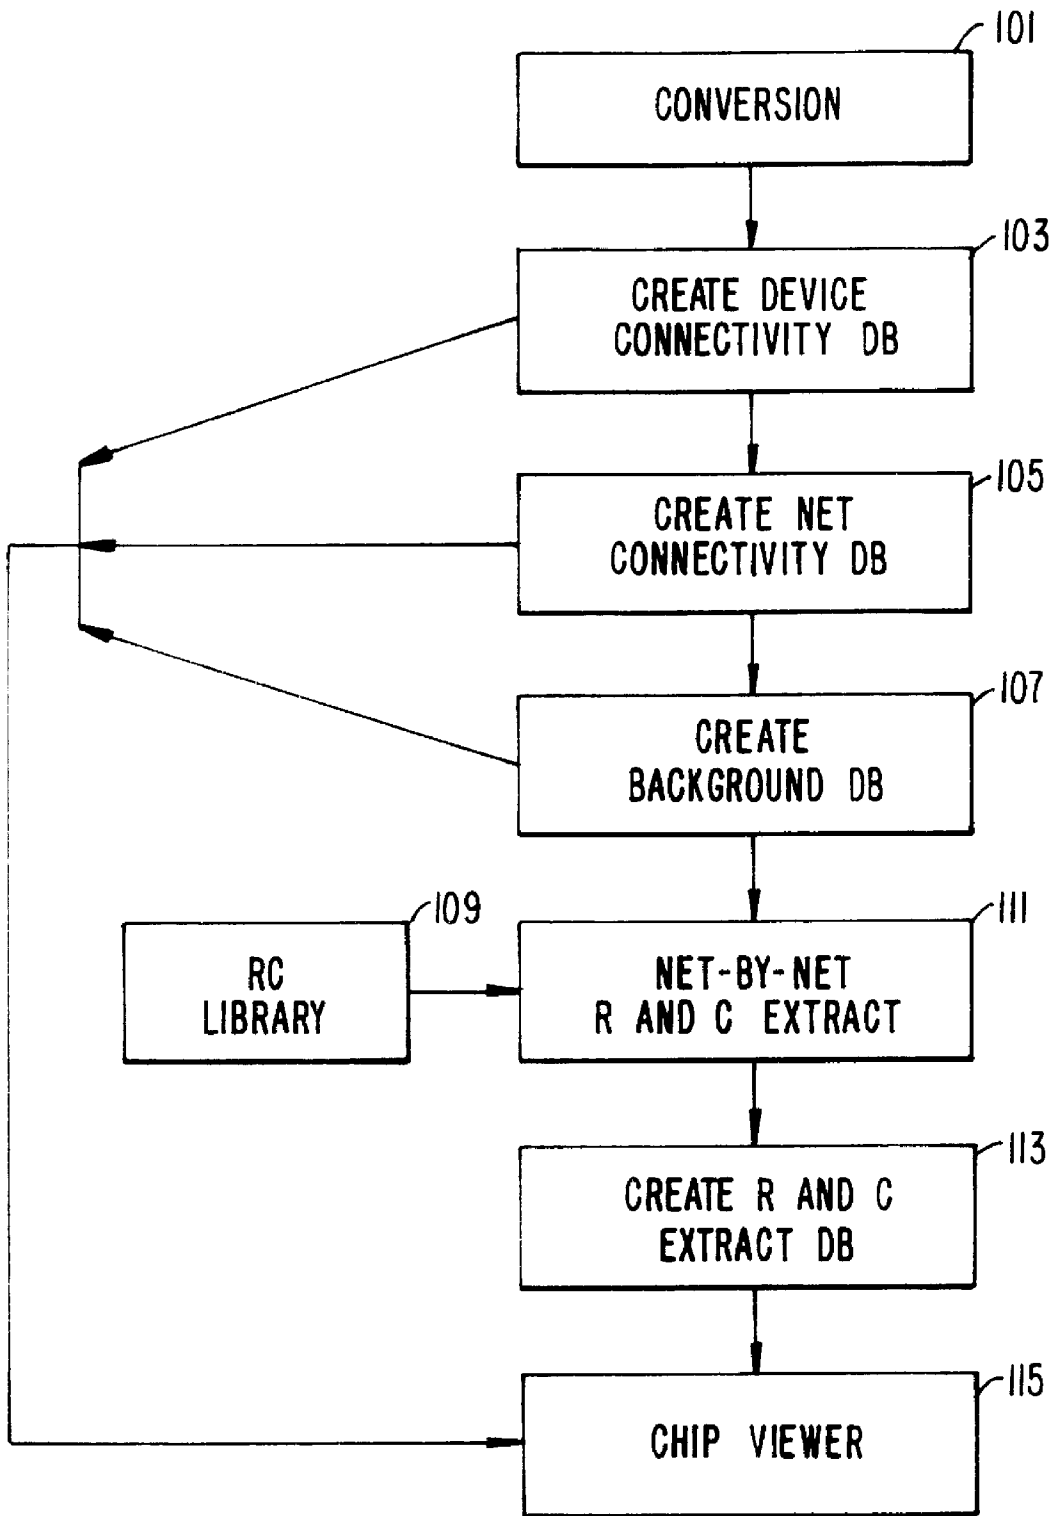 101
CONVERSION
103
CREATE DEVICE
CONNECTIVITY DB
105
CREATE NET
CONNECTIVITY DB
107
CREATE
BACKGROUND DB
109
RC
LIBRARY
111
NET-BY-NET
R AND C EXTRACT
113
CREATE R AND C
EXTRACT DB
115
CHIP VIEWER